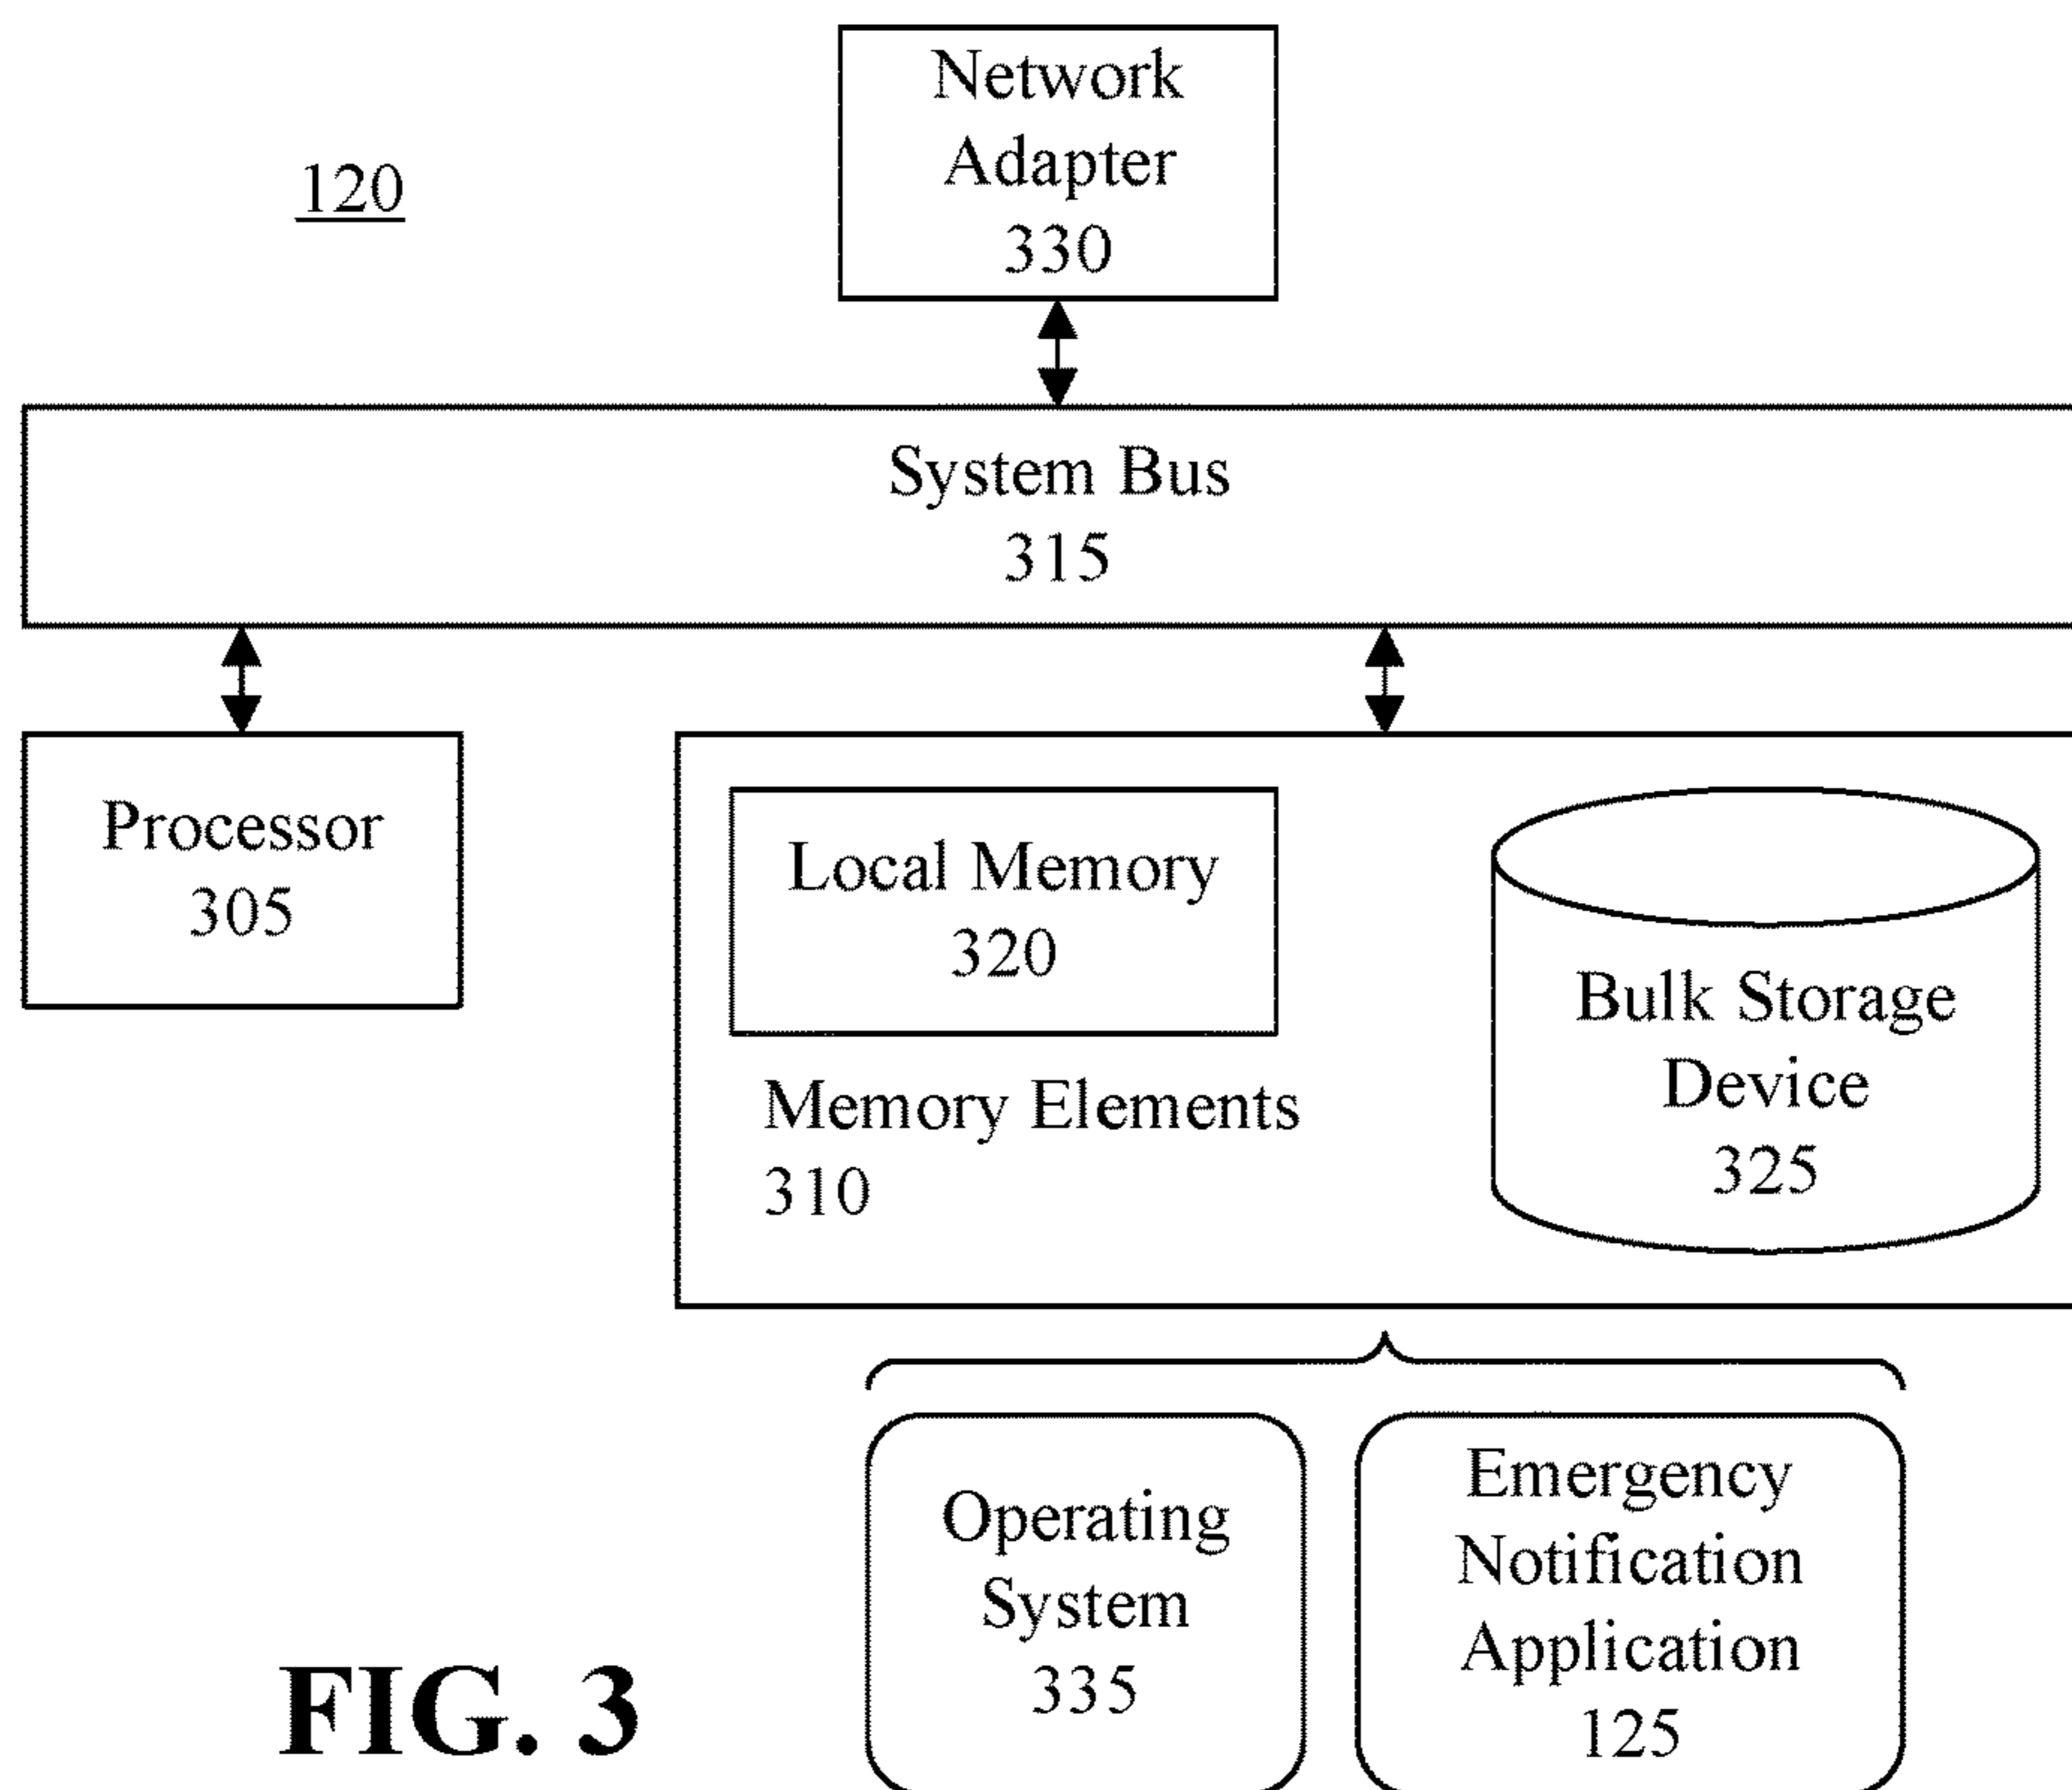 Network
Adapter
330
120
System Bus
315
Processor
305
Local Memory
320
Memory Elements
310
Bulk Storage
Device
325
Operating
System
335
Emergency
Notification
Application
125
FIG. 3